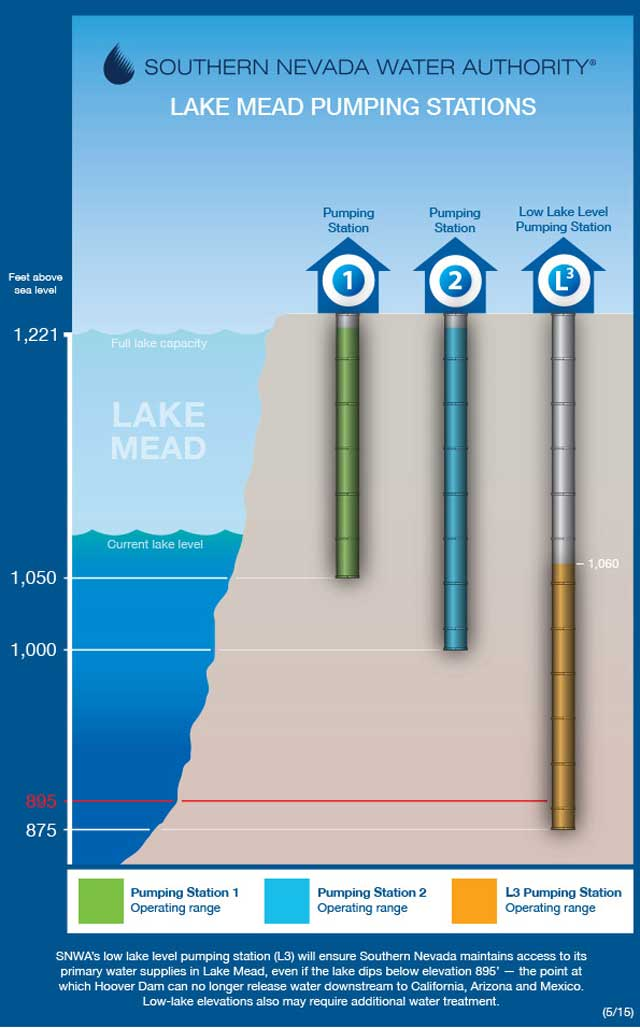 SOUTHERN NEVADA WATER AUTHORITY®
LAKE MEAD PUMPING STATIONS
Pumping
Station
Pumping
Station
Low Lake Level
Pumping Station
1
2
L3
Feet above
sea level
1,221
Full lake capacity
LAKE
MEAD
Current lake level
1,060
1,050
1,000
895
875
Pumping Station 1
Operating range
Pumping Station 2
Operating range
L3 Pumping Station
Operating range
SNWA's low lake level pumping station (L3) will ensure Southern Nevada maintains access to its
primary water supplies in Lake Mead, even if the lake dips below elevation 895' — the point at
which Hoover Dam can no longer release water downstream to California, Arizona and Mexico.
Low-lake elevations also may require additional water treatment.
(5/15)